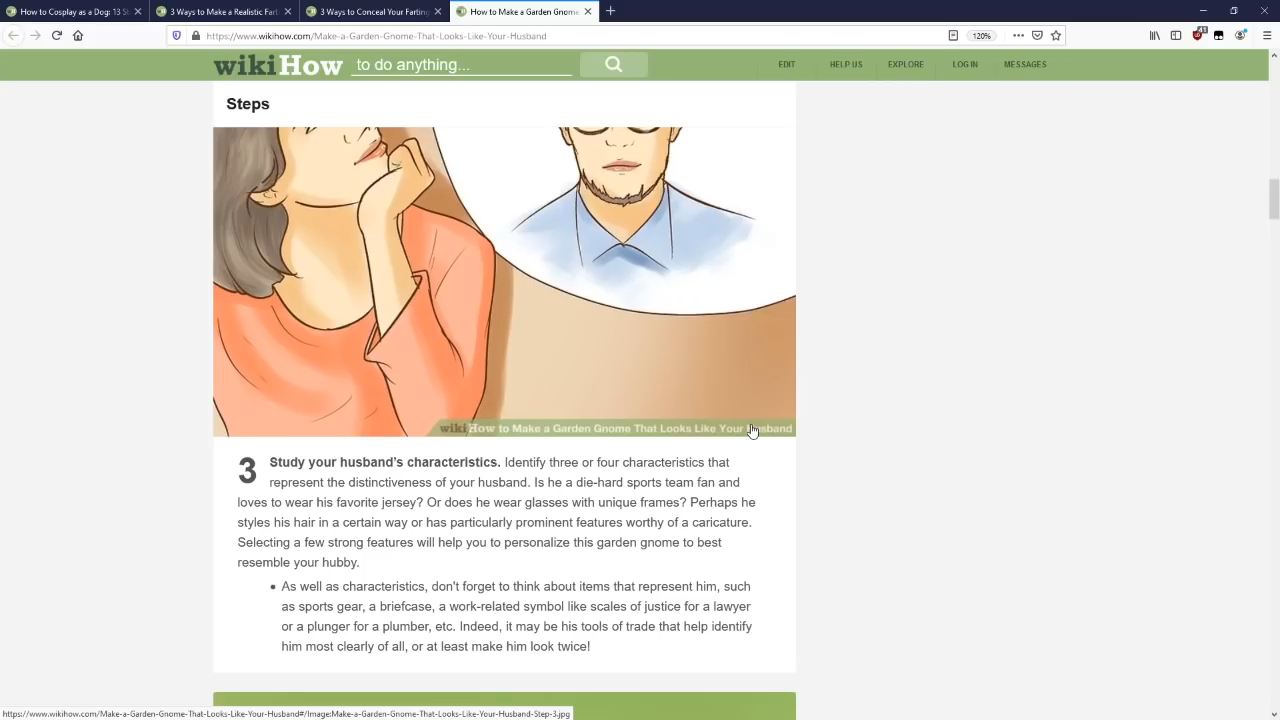 How to Cosplay as a Dog: 13 St
3 Ways to Make a Realistic Fart
3 Ways to Conceal Your Farting
How to Make a Garden Gnome
https://www.wikihow.com/Make-a-Garden-Gnome-That-Looks-Like-Your-Husband
120%
wikiHow to do anything...
EDIT
HELP US
EXPLORE
LOG IN
MESSAGES
Steps
wikiHow to Make a Garden Gnome That Looks Like Your Husband
3 Study your husband's characteristics. Identify three or four characteristics that
represent the distinctiveness of your husband. Is he a die-hard sports team fan and
loves to wear his favorite jersey? Or does he wear glasses with unique frames? Perhaps he
styles his hair in a certain way or has particularly prominent features worthy of a caricature.
Selecting a few strong features will help you to personalize this garden gnome to best
resemble your hubby.
• As well as characteristics, don't forget to think about items that represent him, such
as sports gear, a briefcase, a work-related symbol like scales of justice for a lawyer
or a plunger for a plumber, etc. Indeed, it may be his tools of trade that help identify
him most clearly of all, or at least make him look twice!
https://www.wikihow.com/Make-a-Garden-Gnome-That-Looks-Like-Your-Husband#/Image:Make-a-Garden-Gnome-That-Looks-Like-Your-Husband-Step-3.jpg